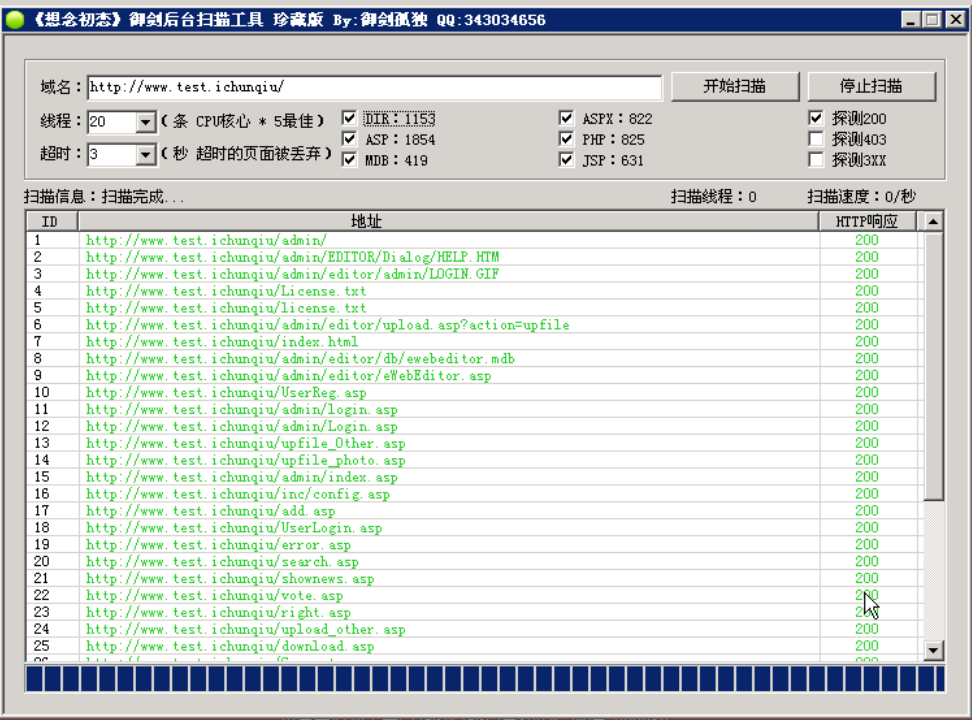 《想念初态》御剑后台扫描工具 珍藏版 By:御剑孤独 QQ:343034656
域名: http://www.test.ichunqiu/ 开始扫描 停止扫描
线程: 20 (条 CPU核心 * 5最佳) DIR: 1153 ASPX: 822 探测200
ASP: 1854 PHP: 825 探测403
超时: 3 (秒 超时的页面被丢弃) MDB: 419 JSP: 631 探测3XX
扫描信息: 扫描完成... 扫描线程: 0 扫描速度: 0/秒
ID 地址 HTTP响应
1 http://www.test.ichunqiu/admin/ 200
2 http://www.test.ichunqiu/admin/EDITOR/Dialog/HELP.HTM 200
3 http://www.test.ichunqiu/admin/editor/admin/LOGIN.GIF 200
4 http://www.test.ichunqiu/License.txt 200
5 http://www.test.ichunqiu/license.txt 200
6 http://www.test.ichunqiu/admin/editor/upload.asp?action=upfile 200
7 http://www.test.ichunqiu/index.html 200
8 http://www.test.ichunqiu/admin/editor/db/ewebeditor.mdb 200
9 http://www.test.ichunqiu/admin/editor/eWebEditor.asp 200
10 http://www.test.ichunqiu/UserReg.asp 200
11 http://www.test.ichunqiu/admin/login.asp 200
12 http://www.test.ichunqiu/admin/Login.asp 200
13 http://www.test.ichunqiu/upfile_Other.asp 200
14 http://www.test.ichunqiu/upfile_photo.asp 200
15 http://www.test.ichunqiu/admin/index.asp 200
16 http://www.test.ichunqiu/inc/config.asp 200
17 http://www.test.ichunqiu/add.asp 200
18 http://www.test.ichunqiu/UserLogin.asp 200
19 http://www.test.ichunqiu/error.asp 200
20 http://www.test.ichunqiu/search.asp 200
21 http://www.test.ichunqiu/shownews.asp 200
22 http://www.test.ichunqiu/vote.asp 200
23 http://www.test.ichunqiu/right.asp 200
24 http://www.test.ichunqiu/upload_other.asp 200
25 http://www.test.ichunqiu/download.asp 200